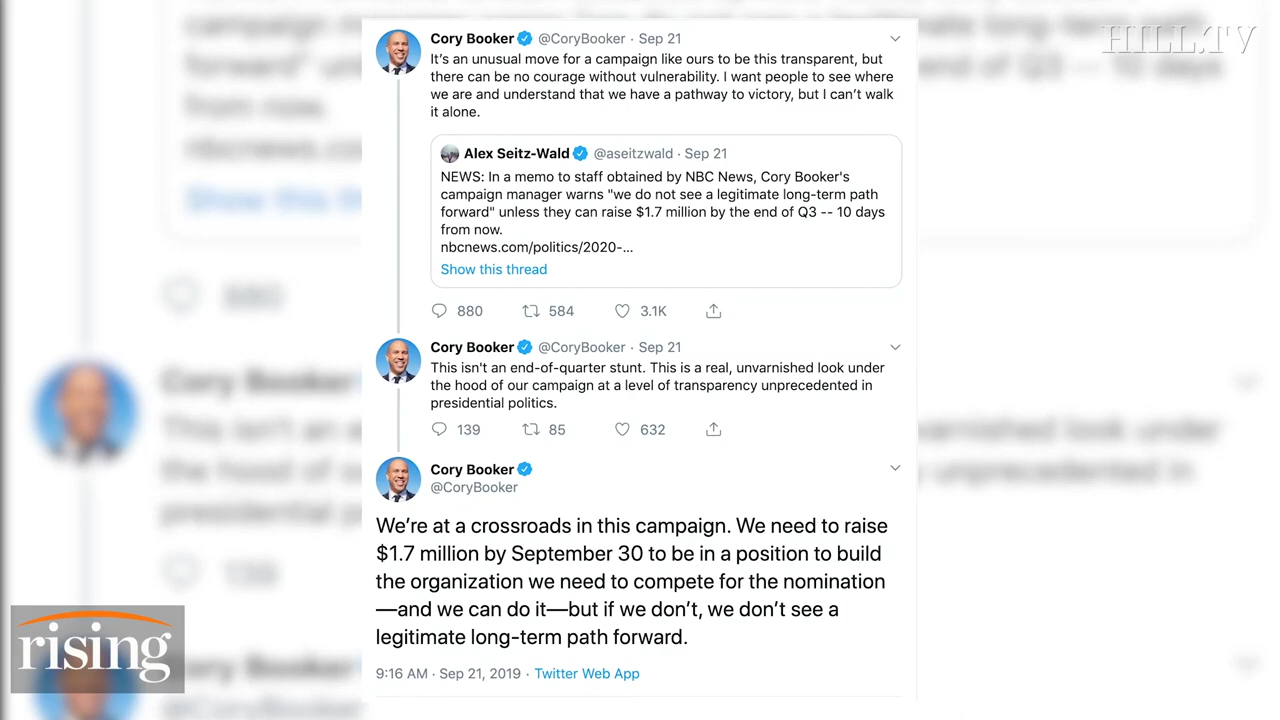 HILL.TV
Cory Booker @CoryBooker · Sep 21
It's an unusual move for a campaign like ours to be this transparent, but
there can be no courage without vulnerability. I want people to see where
we are and understand that we have a pathway to victory, but I can’t walk
it alone.
Alex Seitz-Wald @aseitzwald · Sep 21
NEWS: In a memo to staff obtained by NBC News, Cory Booker's
campaign manager warns "we do not see a legitimate long-term path
forward" unless they can raise $1.7 million by the end of Q3 -- 10 days
from now.
nbcnews.com/politics/2020-...
Show this thread
880 584 3.1K
Cory Booker @CoryBooker · Sep 21
This isn't an end-of-quarter stunt. This is a real, unvarnished look under
the hood of our campaign at a level of transparency unprecedented in
presidential politics.
139 85 632
Cory Booker
@CoryBooker
We’re at a crossroads in this campaign. We need to raise
$1.7 million by September 30 to be in a position to build
the organization we need to compete for the nomination
—and we can do it—but if we don’t, we don’t see a
legitimate long-term path forward.
9:16 AM · Sep 21, 2019 · Twitter Web App
rising